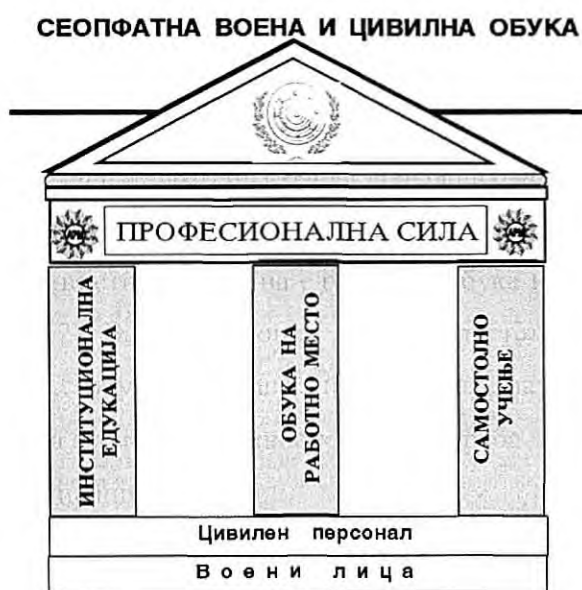 СЕОПФАТНА ВОЕНА И ЦИВИЛНА ОБУКА
ПРОФЕСИОНАЛНА СИЛА
ИНСТИТУЦИОНАЛНА
ЕДУКАЦИЈА
ОБУКА НА
РАБОТНО МЕСТО
САМОСТОЈНО
УЧЕЊЕ
Цивилен персонал
Воени лица